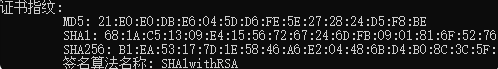 证书指纹:
MD5: 21:E0:E0:DB:E6:04:5D:D6:FE:5E:27:28:24:D5:F8:BE
SHA1: 68:1A:C5:13:09:E4:15:56:72:67:24:6D:FB:09:01:81:6F:52:76
SHA256: B1:EA:53:17:7D:1E:58:46:A6:E2:04:48:6B:D4:B0:8C:3C:5F:
签名算法名称: SHA1withRSA